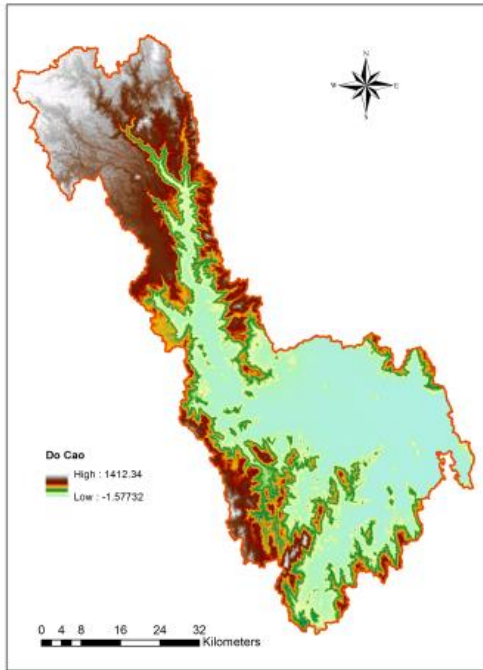 N
W E
S
Do Cao
High : 1412.34
Low : -1.57732
0 4 8 16 24 32
Kilometers